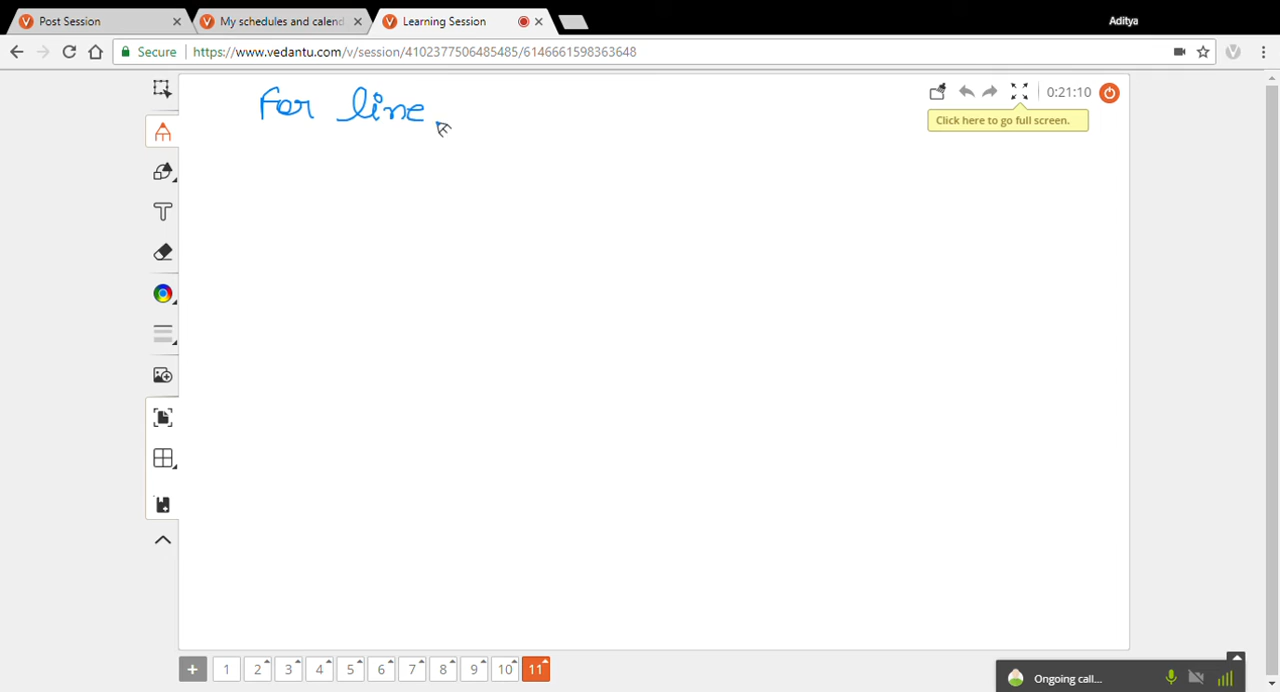 Post Session
My schedules and calend
Learning Session
Aditya
Secure
https://www.vedantu.com/v/session/4102377506485485/6146661598363648
For line
0:21:10
Click here to go full screen.
+ 1 2 3 4 5 6 7 8 9 10 11
Ongoing call...